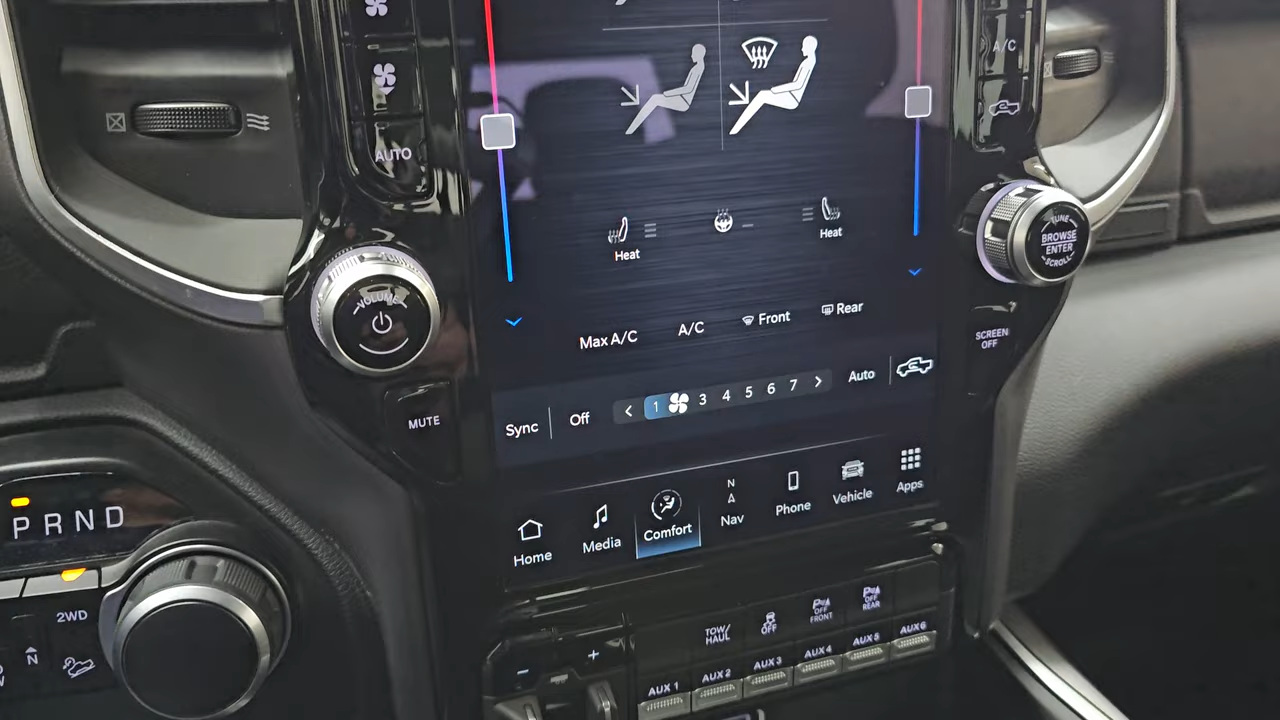 AUTO
A/C
VOLUME
MUTE
TUNE
BROWSE
ENTER
SCROLL
SCREEN
OFF
Heat
Heat
Max A/C
A/C
Front
Rear
Sync
Off
< 1 3 4 5 6 7 >
Auto
Home
Media
Comfort
N
A
Nav
Phone
Vehicle
Apps
P R N D
2WD
N
TOW/
HAUL
OFF
OFF
FRONT
OFF
REAR
- +
AUX 1
AUX 2
AUX 3
AUX 4
AUX 5
AUX 6